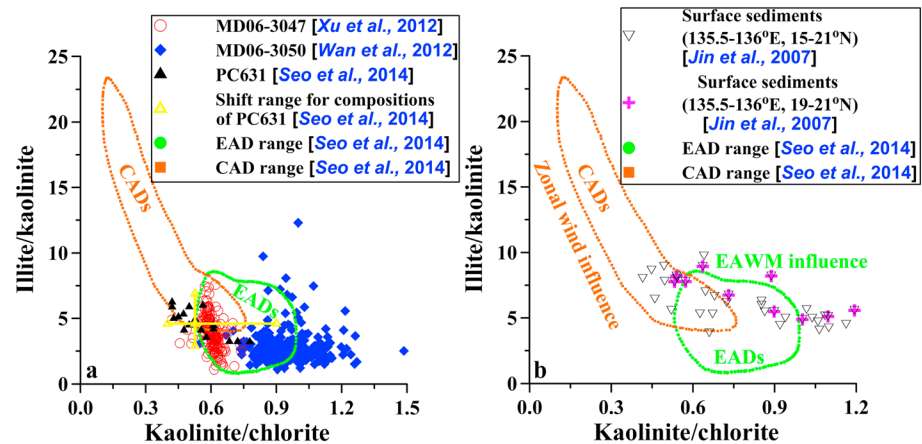 MD06-3047 [Xu et al., 2012]
MD06-3050 [Wan et al., 2012]
PC631 [Seo et al., 2014]
Shift range for compositions
of PC631 [Seo et al., 2014]
EAD range [Seo et al., 2014]
CAD range [Seo et al., 2014]
25
20
15
10
5
0
Illite/kaolinite
CADs
EADs
a
0.0 0.3 0.6 0.9 1.2 1.5
Kaolinite/chlorite
Surface sediments
(135.5-136°E, 15-21°N)
[Jin et al., 2007]
Surface sediments
(135.5-136°E, 19-21°N)
[Jin et al., 2007]
EAD range [Seo et al., 2014]
CAD range [Seo et al., 2014]
25
20
15
10
5
0
Illite/kaolinite
CADs
Zonal wind influence
EAWM influence
EADs
b
0.0 0.3 0.6 0.9 1.2
Kaolinite/chlorite